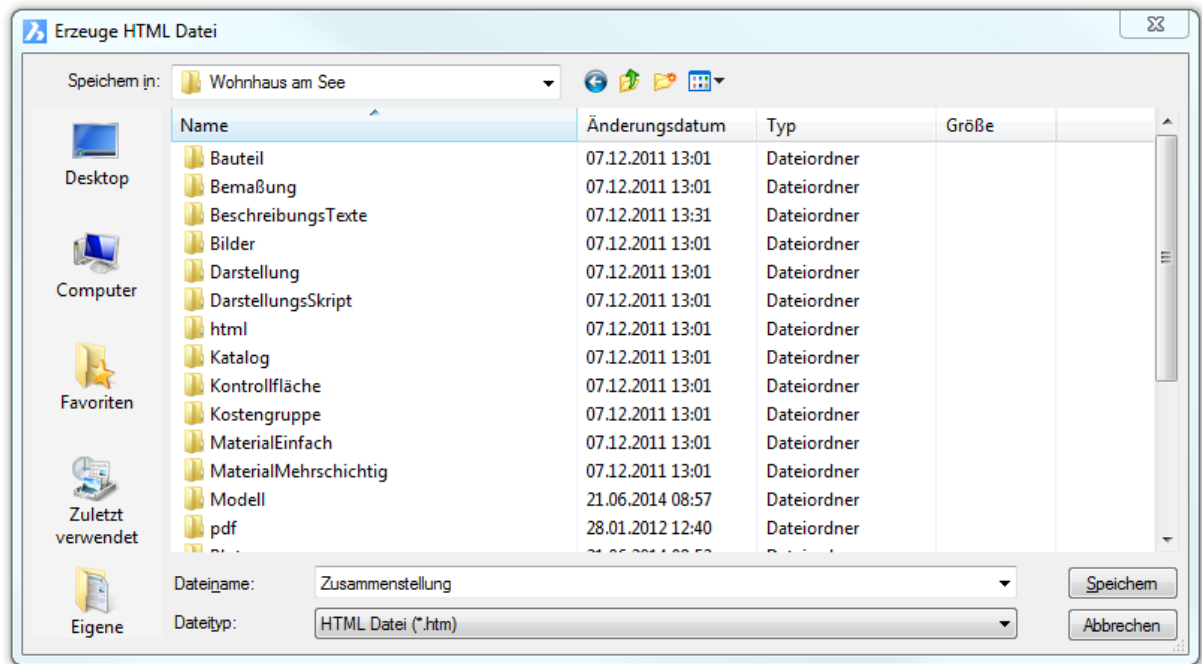 Erzeuge HTML Datei
Speichern in: Wohnhaus am See
Name Änderungsdatum Typ Größe
Bauteil 07.12.2011 13:01 Dateiordner
Bemaßung 07.12.2011 13:01 Dateiordner
BeschreibungsTexte 07.12.2011 13:31 Dateiordner
Bilder 07.12.2011 13:01 Dateiordner
Darstellung 07.12.2011 13:01 Dateiordner
DarstellungsSkript 07.12.2011 13:01 Dateiordner
html 07.12.2011 13:01 Dateiordner
Katalog 07.12.2011 13:01 Dateiordner
Kontrollfläche 07.12.2011 13:01 Dateiordner
Kostengruppe 07.12.2011 13:01 Dateiordner
MaterialEinfach 07.12.2011 13:01 Dateiordner
MaterialMehrschichtig 07.12.2011 13:01 Dateiordner
Modell 21.06.2014 08:57 Dateiordner
pdf 28.01.2012 12:40 Dateiordner
Desktop
Computer
Favoriten
Zuletzt
verwendet
Eigene
Dateiname: Zusammenstellung Speichern
Dateityp: HTML Datei (*.htm) Abbrechen